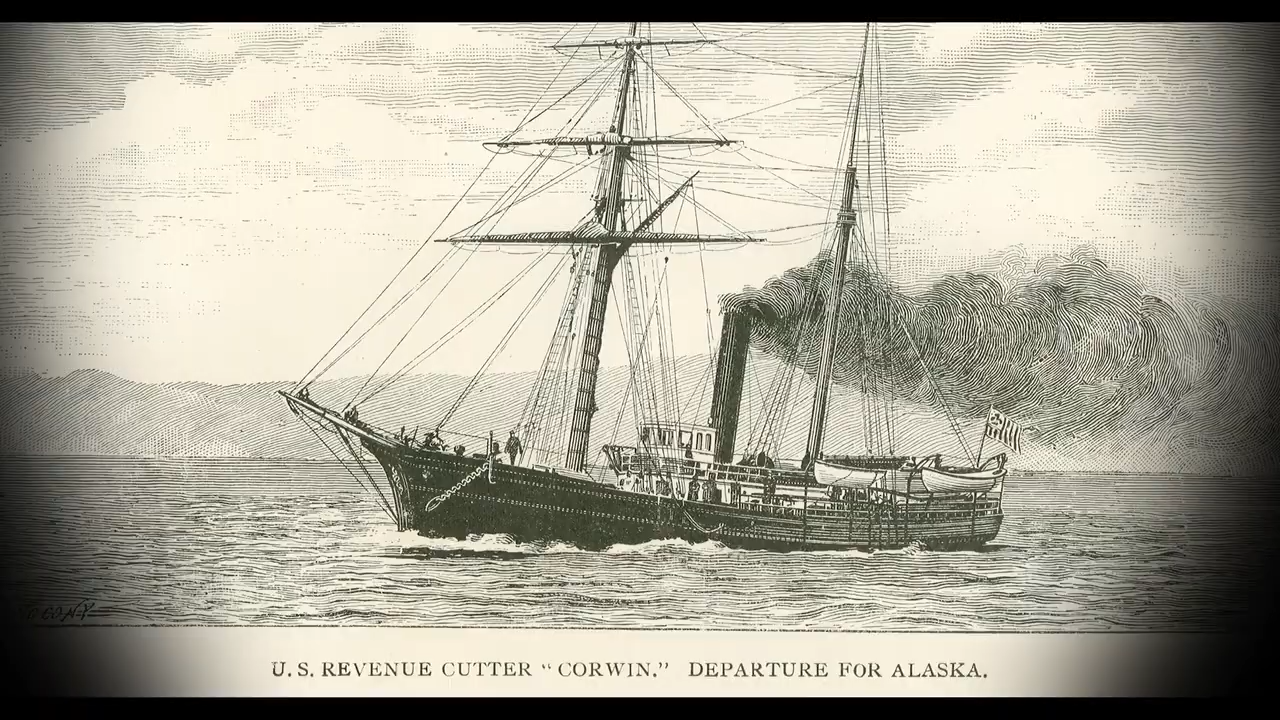 U. S. REVENUE CUTTER “CORWIN.” DEPARTURE FOR ALASKA.